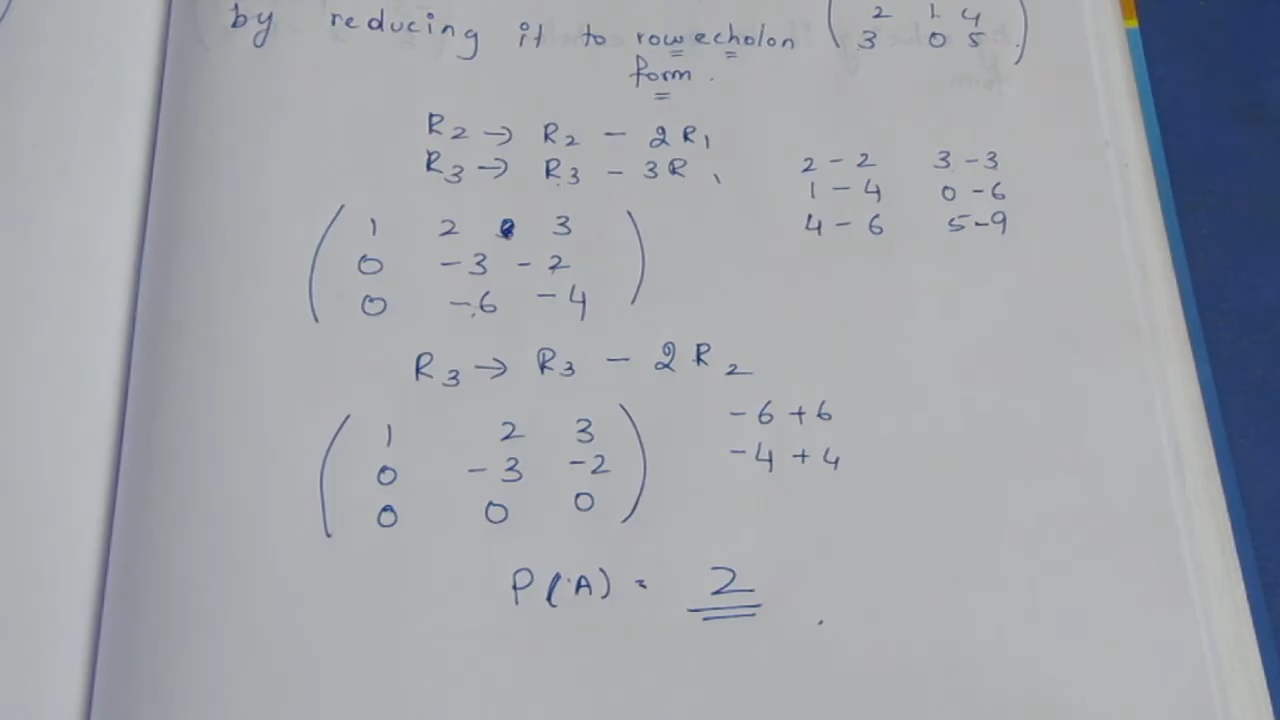 2 1 4
by reducing it to rowecholon 3 0 5
form.
R2 → R2 - 2R1
R3 → R3 - 3R1
2 - 2 3 - 3
1 - 4 0 - 6
4 - 6 5 - 9
1 2 3
0 -3 -2
0 -6 -4
R3 → R3 - 2R2
-6 + 6
-4 + 4
1 2 3
0 -3 -2
0 0 0
P(A) = 2